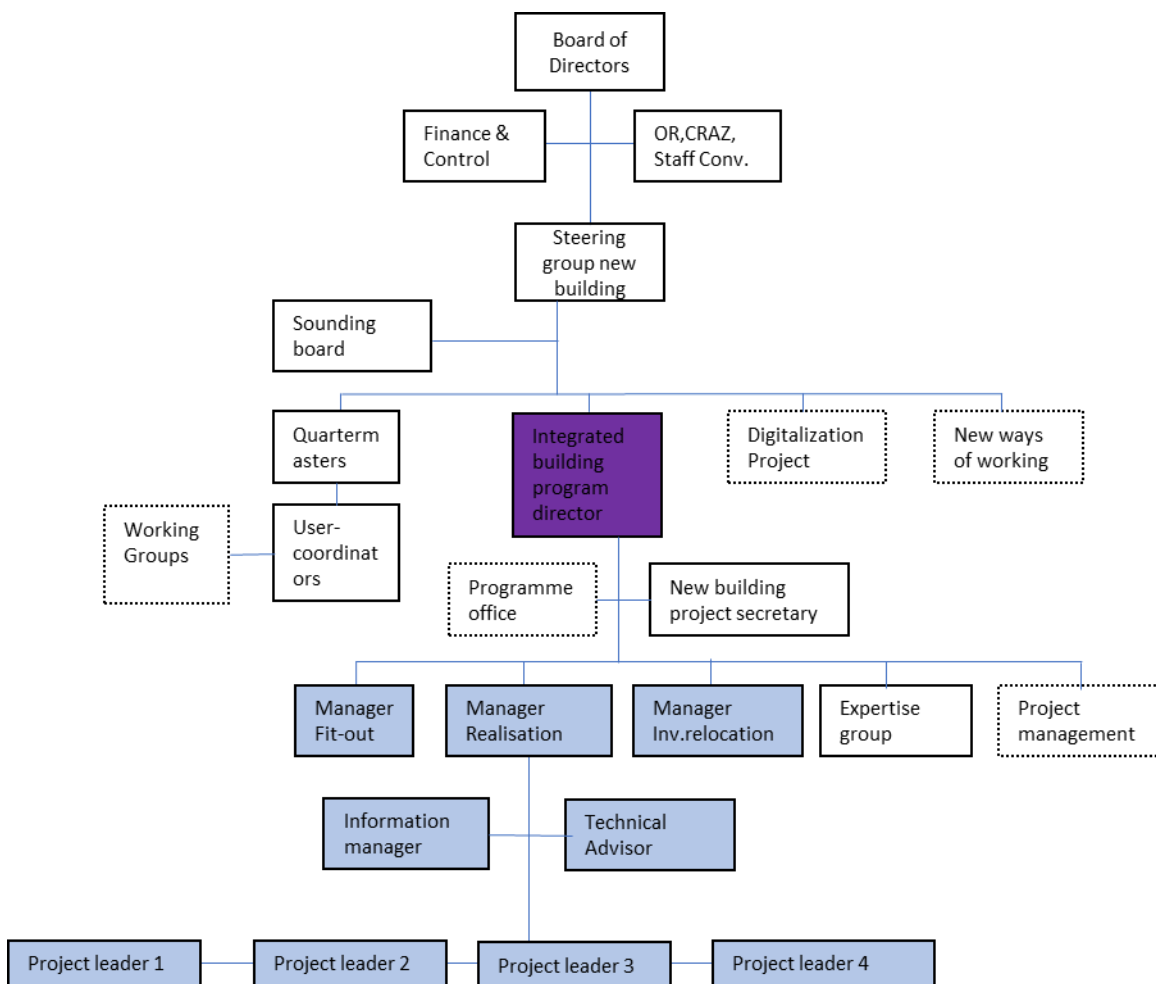 Board of
Directors
Finance &
Control
OR,CRAZ,
Staff Conv.
Steering
group new
building
Sounding
board
Quarterm
asters
Integrated
building
program
director
Digitalization
Project
New ways
of working
Working
Groups
User-
coordinat
ors
Programme
office
New building
project secretary
Manager
Fit-out
Manager
Realisation
Manager
Inv.relocation
Expertise
group
Project
management
Information
manager
Technical
Advisor
Project leader 1
Project leader 2
Project leader 3
Project leader 4